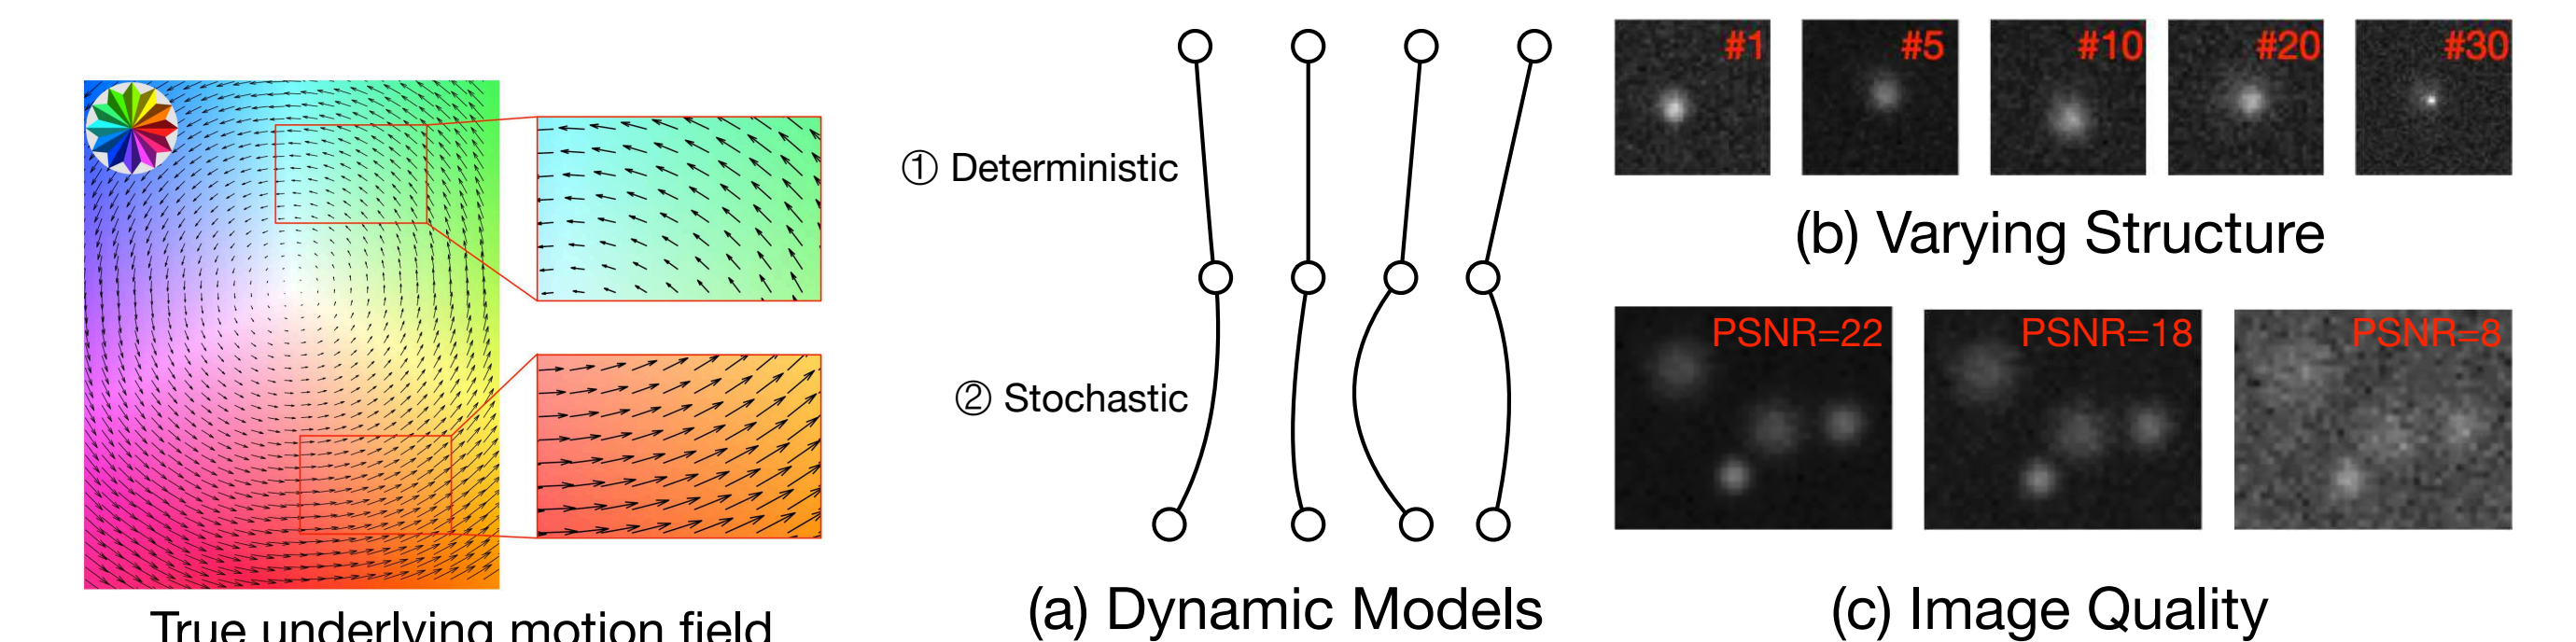 True underlying motion field
① Deterministic
② Stochastic
(a) Dynamic Models
#1
#5
#10
#20
#30
(b) Varying Structure
PSNR=22
PSNR=18
PSNR=8
(c) Image Quality